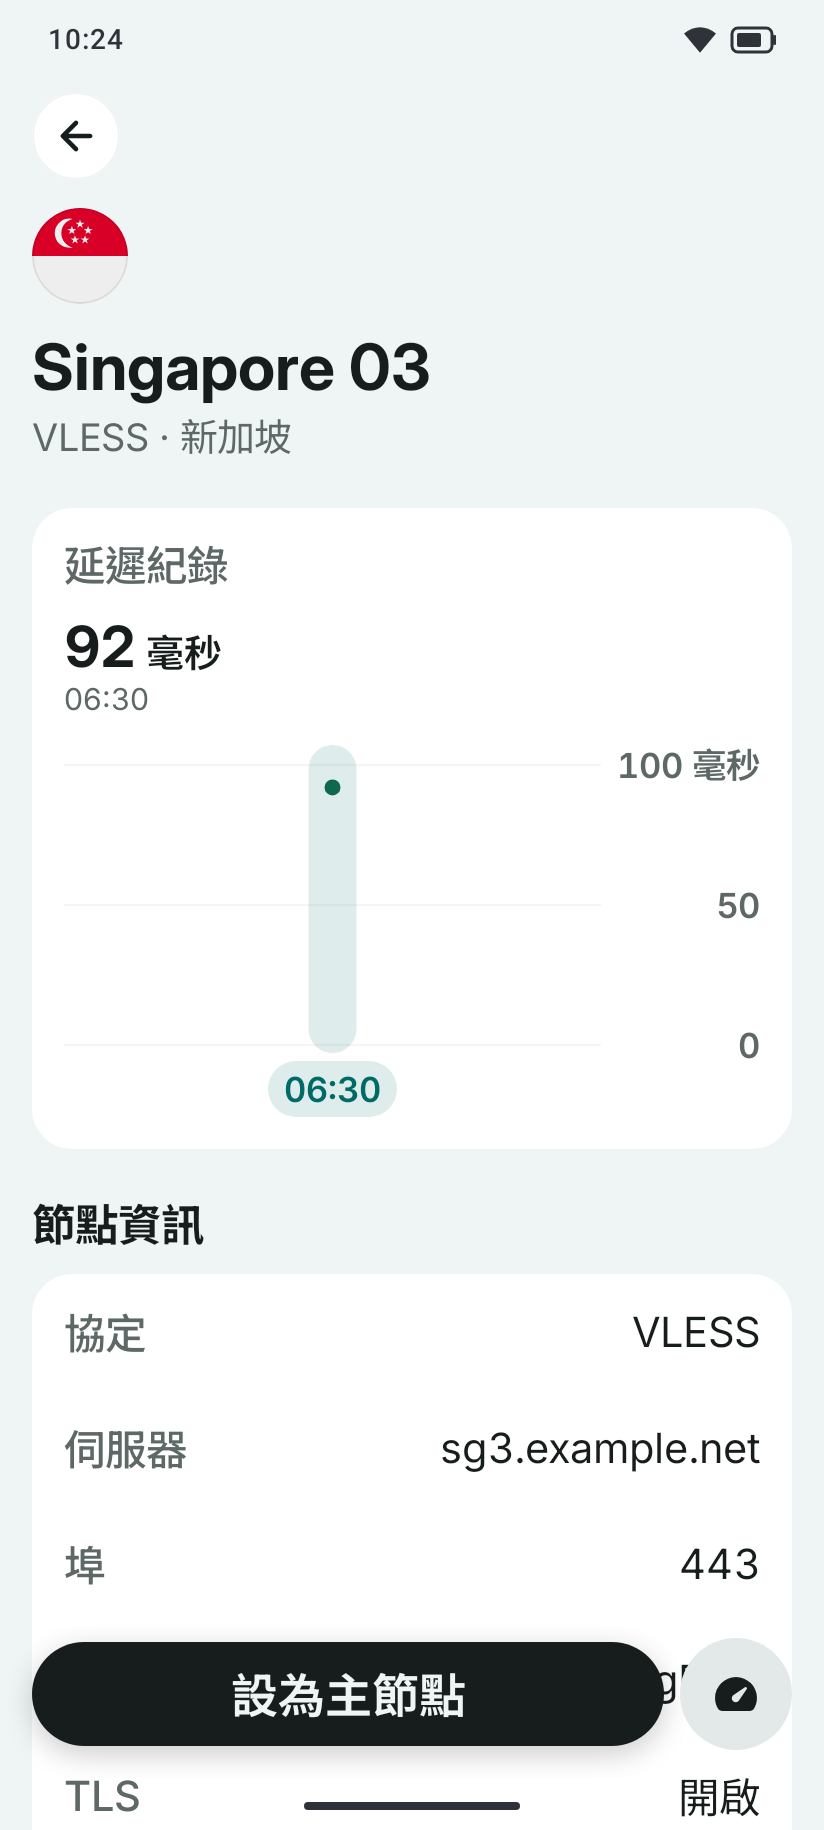 10:24
Singapore 03
VLESS · 新加坡
延遲紀錄
92 毫秒
06:30
100 毫秒
50
0
06:30
節點資訊
協定 VLESS
伺服器 sg3.example.net
埠 443
設為主節點
TLS 開啟